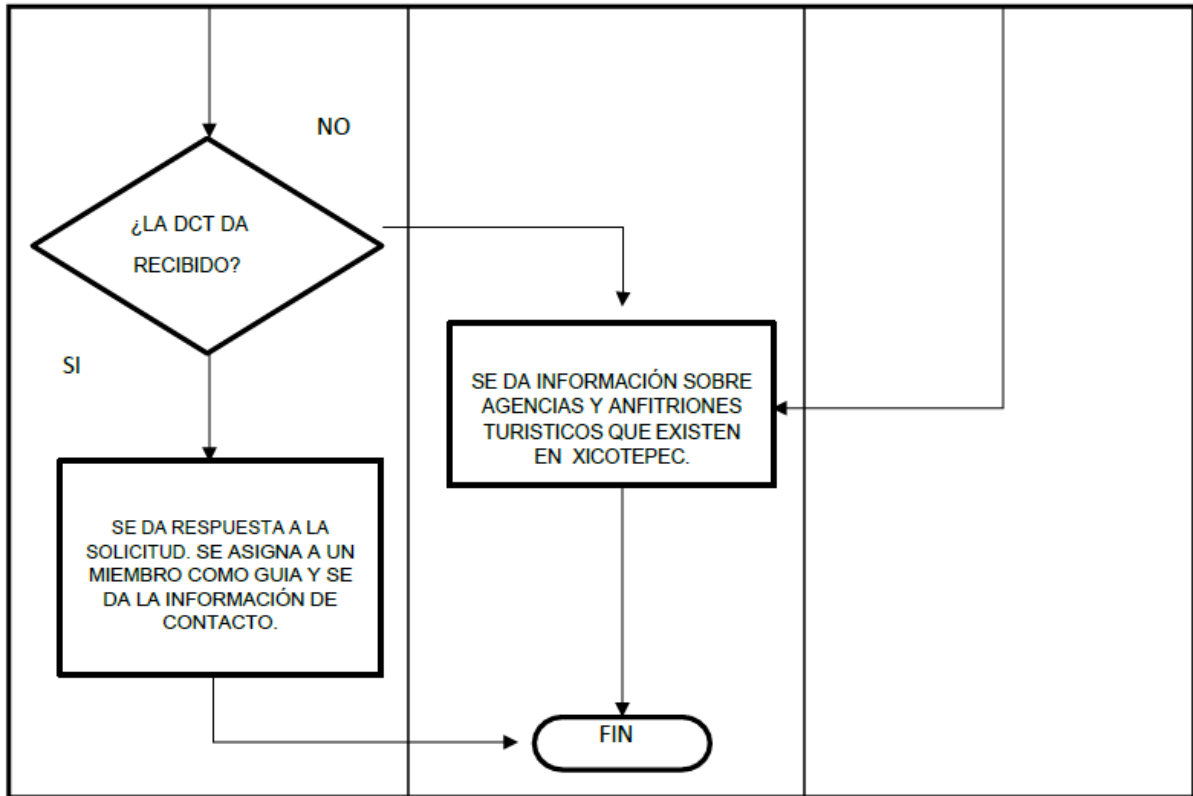 NO
¿LA DCT DA
RECIBIDO?
SI
SE DA INFORMACIÓN SOBRE
AGENCIAS Y ANFITRIONES
TURISTICOS QUE EXISTEN
EN XICOTEPEC.
SE DA RESPUESTA A LA
SOLICITUD. SE ASIGNA A UN
MIEMBRO COMO GUIA Y SE
DA LA INFORMACIÓN DE
CONTACTO.
FIN